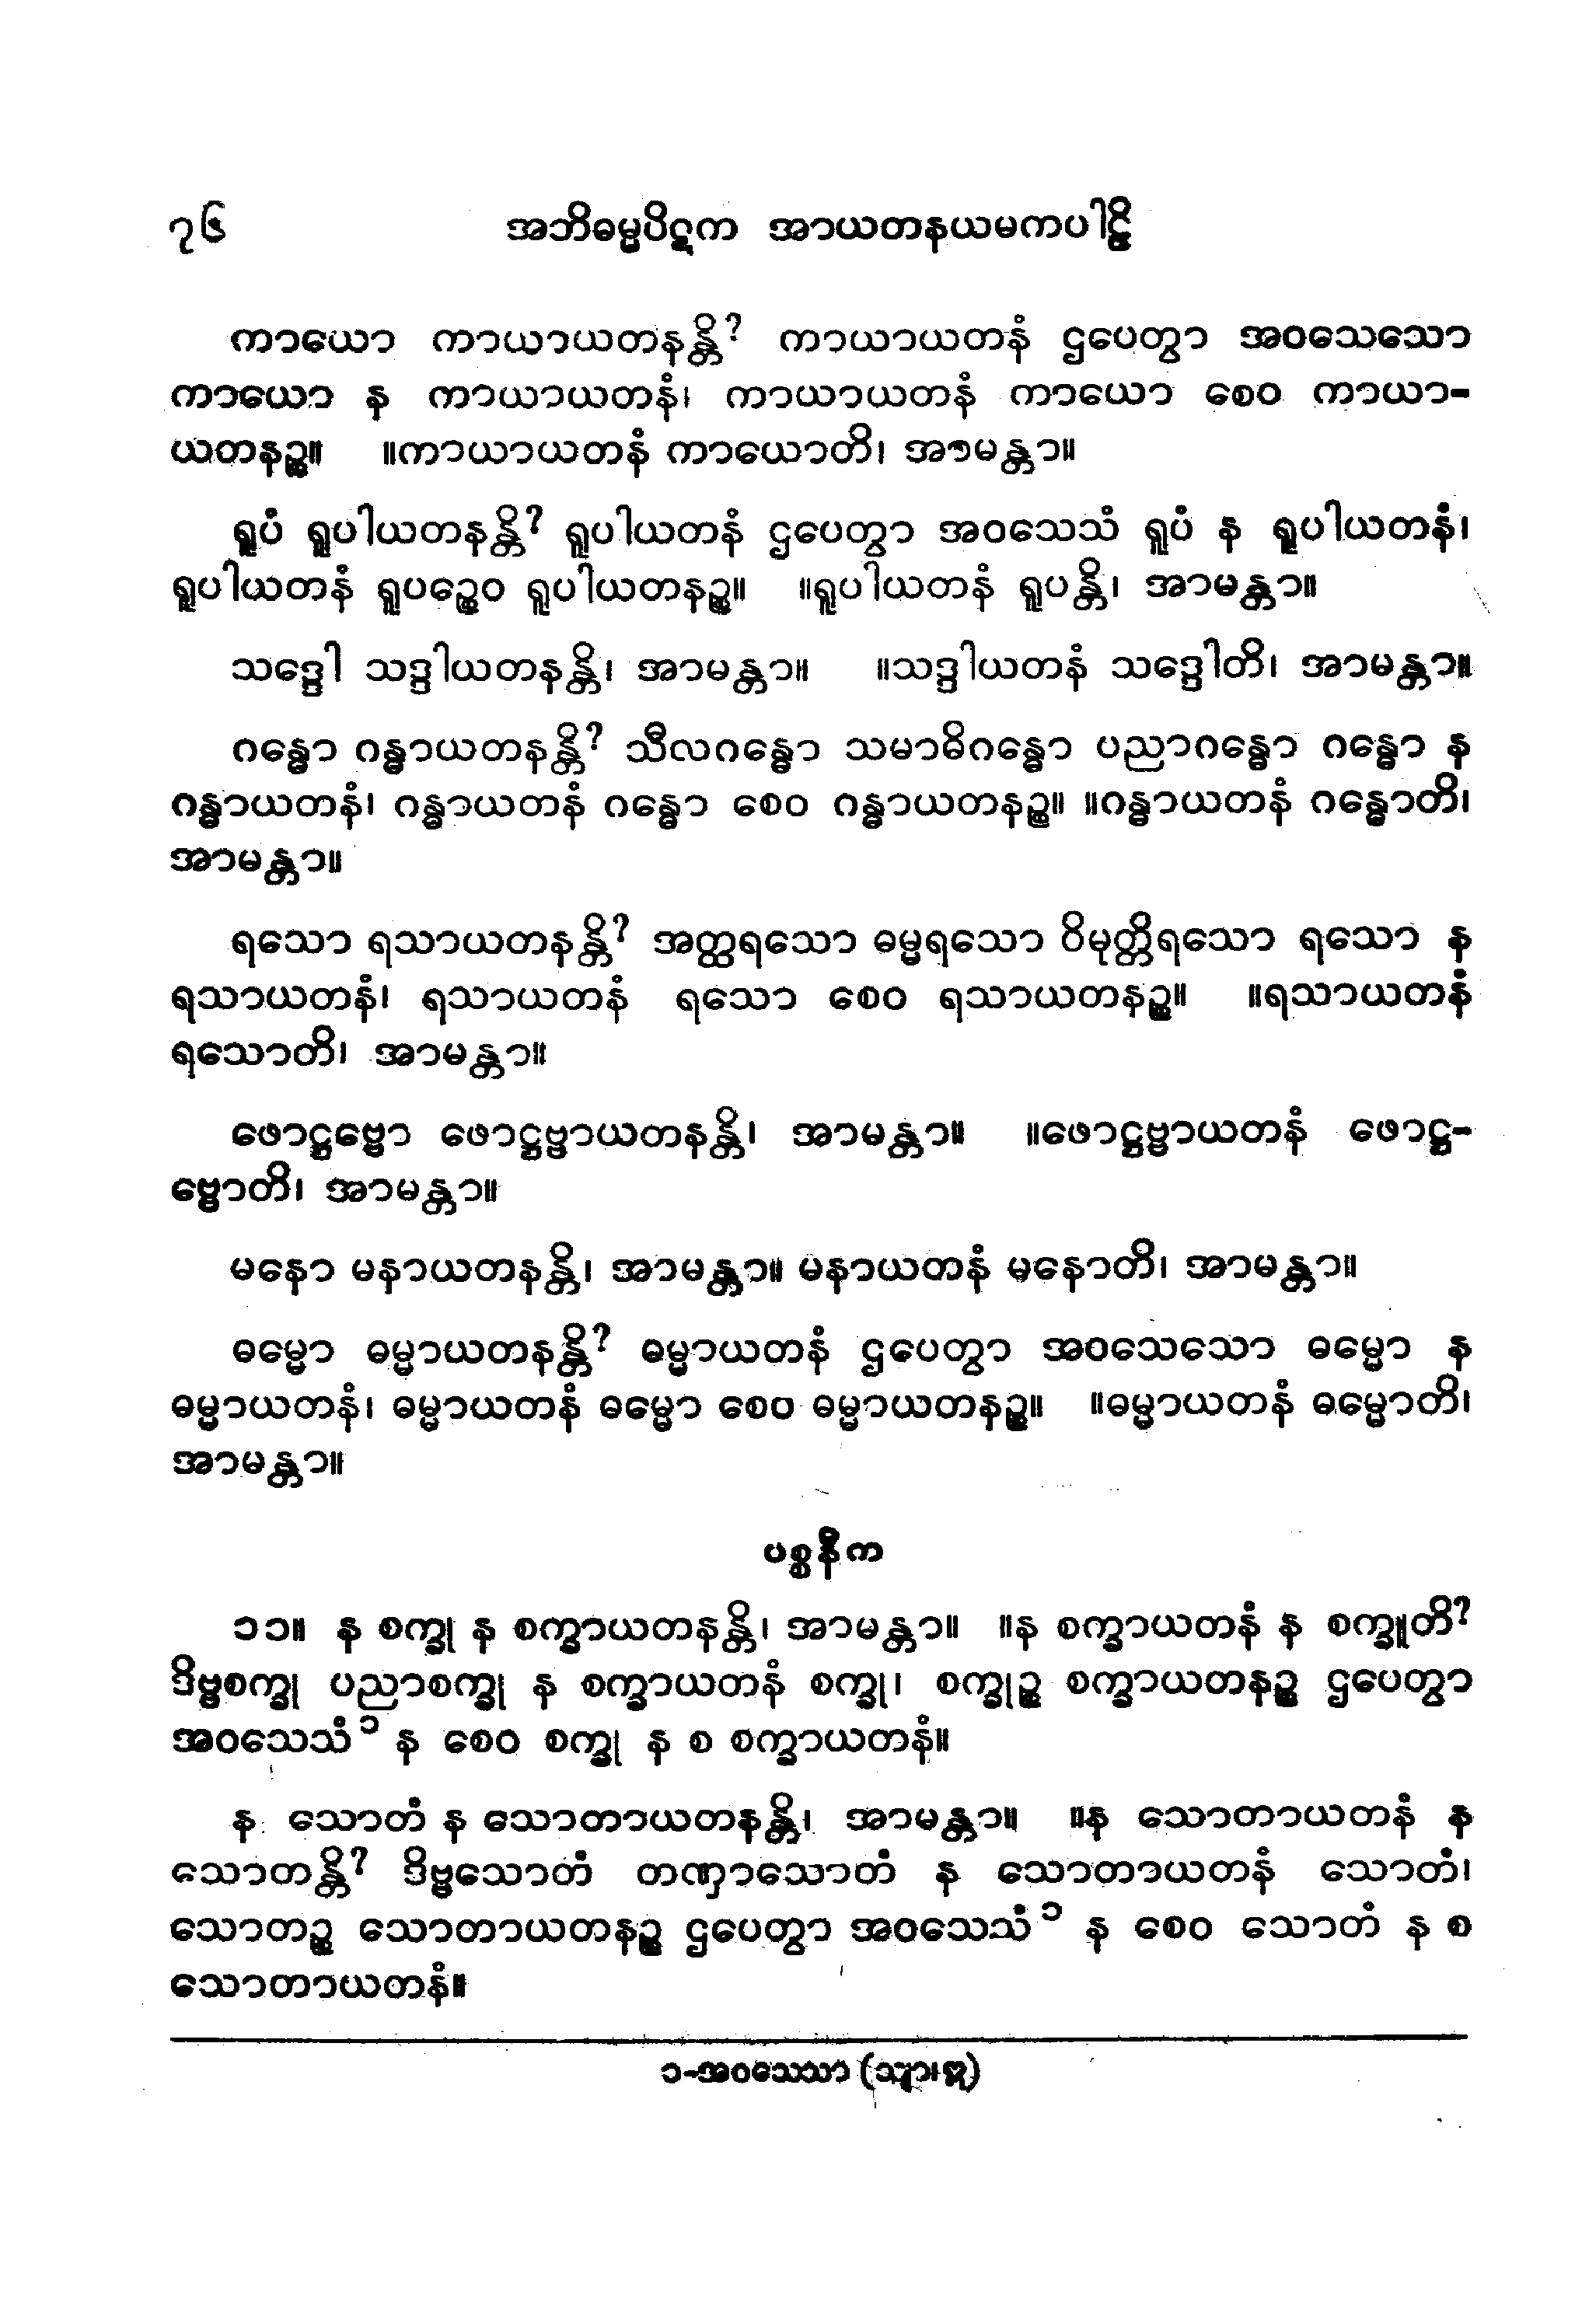 ၇၆ အဘိဓမ္မပိဋက အာယတနယမကပါဠိ
ကာယော ကာယာယတနန္တိ? ကာယာယတနံ ဌပေတွာ အဝသေသော
ကာယော န ကာယာယတနံ၊ ကာယာယတနံ ကာယော စေဝ ကာယာ-
ယတနဉ္စ။ ။ကာယာယတနံ ကာယောတိ၊ အာမန္တာ။
ရူပံ ရူပါယတနန္တိ? ရူပါယတနံ ဌပေတွာ အဝသေသံ ရူပံ န ရူပါယတနံ၊
ရူပါယတနံ ရူပဉ္စေဝ ရူပါယတနဉ္စ။ ။ရူပါယတနံ ရူပန္တိ၊ အာမန္တာ။
သဒ္ဒေါ သဒ္ဒါယတနန္တိ၊ အာမန္တာ။ ။သဒ္ဒါယတနံ သဒ္ဒေါတိ၊ အာမန္တာ။
ဂန္ဓော ဂန္ဓာယတနန္တိ? သီလဂန္ဓော သမာဓိဂန္ဓော ပညာဂန္ဓော ဂန္ဓော န
ဂန္ဓာယတနံ၊ ဂန္ဓာယတနံ ဂန္ဓော စေဝ ဂန္ဓာယတနဉ္စ။ ။ဂန္ဓာယတနံ ဂန္ဓောတိ၊
အာမန္တာ။
ရသော ရသာယတနန္တိ? အတ္ထရသော ဓမ္မရသော ဝိမုတ္တိရသော ရသော န
ရသာယတနံ၊ ရသာယတနံ ရသော စေဝ ရသာယတနဉ္စ။ ။ရသာယတနံ
ရသောတိ၊ အာမန္တာ။
ဖောဋ္ဌဗ္ဗော ဖောဋ္ဌဗ္ဗာယတနန္တိ၊ အာမန္တာ။ ။ဖောဋ္ဌဗ္ဗာယတနံ ဖောဋ္ဌ-
ဗ္ဗောတိ၊ အာမန္တာ။
မနော မနာယတနန္တိ၊ အာမန္တာ။ မနာယတနံ မနောတိ၊ အာမန္တာ။
ဓမ္မော ဓမ္မာယတနန္တိ? ဓမ္မာယတနံ ဌပေတွာ အဝသေသော ဓမ္မော န
ဓမ္မာယတနံ၊ ဓမ္မာယတနံ ဓမ္မော စေဝ ဓမ္မာယတနဉ္စ။ ။ဓမ္မာယတနံ ဓမ္မောတိ၊
အာမန္တာ။
ပစ္စနီက
၁၁။ န စက္ခု န စက္ခာယတနန္တိ၊ အာမန္တာ။ ။န စက္ခာယတနံ န စက္ခူတိ?
ဒိဗ္ဗစက္ခု ပညာစက္ခု န စက္ခာယတနံ စက္ခု၊ စက္ခုဉ္စ စက္ခာယတနဉ္စ ဌပေတွာ
အဝသေသံ ၁ န စေဝ စက္ခု န စ စက္ခာယတနံ။
န သောတံ န သောတာယတနန္တိ၊ အာမန္တာ။ ။န သောတာယတနံ န
သောတန္တိ? ဒိဗ္ဗသောတံ တဏှာသောတံ န သောတာယတနံ သောတံ၊
သောတဉ္စ သောတာယတနဉ္စ ဌပေတွာ အဝသေသံ ၁ န စေဝ သောတံ န စ
သောတာယတနံ။
၁-အဝသေသာ (သျာ၊ဣ)